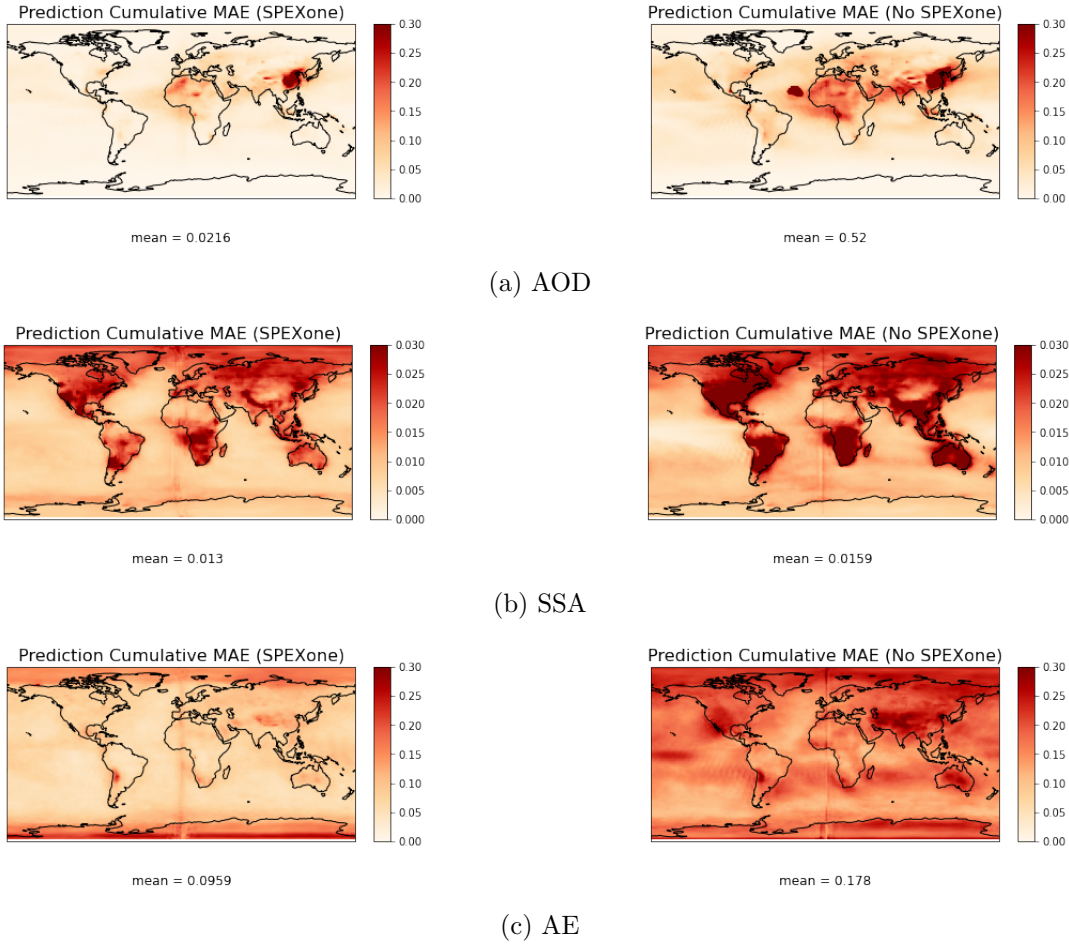 Prediction Cumulative MAE (SPEXone)
0.30
0.25
0.20
0.15
0.10
0.05
0.00
mean = 0.0216
Prediction Cumulative MAE (No SPEXone)
0.30
0.25
0.20
0.15
0.10
0.05
0.00
mean = 0.52
(a) AOD
Prediction Cumulative MAE (SPEXone)
0.030
0.025
0.020
0.015
0.010
0.005
0.000
mean = 0.013
Prediction Cumulative MAE (No SPEXone)
0.030
0.025
0.020
0.015
0.010
0.005
0.000
mean = 0.0159
(b) SSA
Prediction Cumulative MAE (SPEXone)
0.30
0.25
0.20
0.15
0.10
0.05
0.00
mean = 0.0959
Prediction Cumulative MAE (No SPEXone)
0.30
0.25
0.20
0.15
0.10
0.05
0.00
mean = 0.178
(c) AE